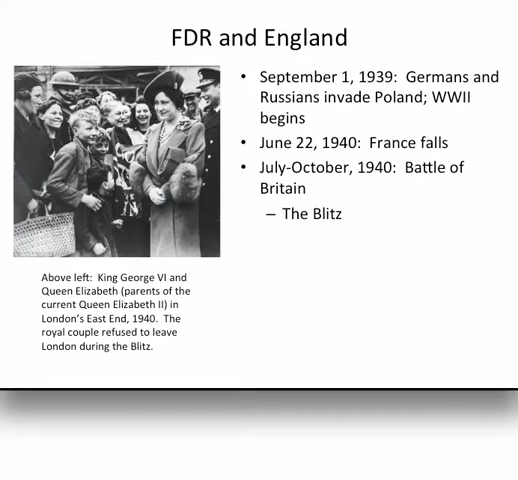 FDR and England
• September 1, 1939: Germans and
Russians invade Poland; WWII
begins
• June 22, 1940: France falls
• July-October, 1940: Battle of
Britain
– The Blitz
Above left: King George VI and
Queen Elizabeth (parents of the
current Queen Elizabeth II) in
London's East End, 1940. The
royal couple refused to leave
London during the Blitz.